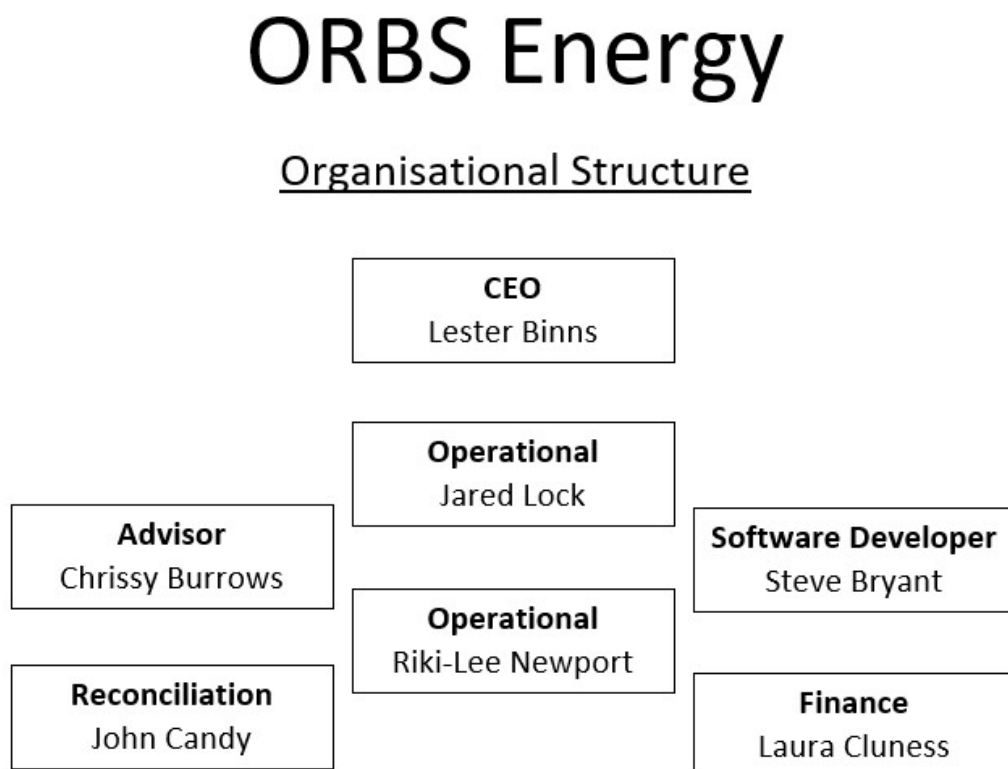 ORBS Energy
Organisational Structure
CEO
Lester Binns
Operational
Jared Lock
Advisor
Chrissy Burrows
Software Developer
Steve Bryant
Operational
Riki-Lee Newport
Reconciliation
John Candy
Finance
Laura Cluness